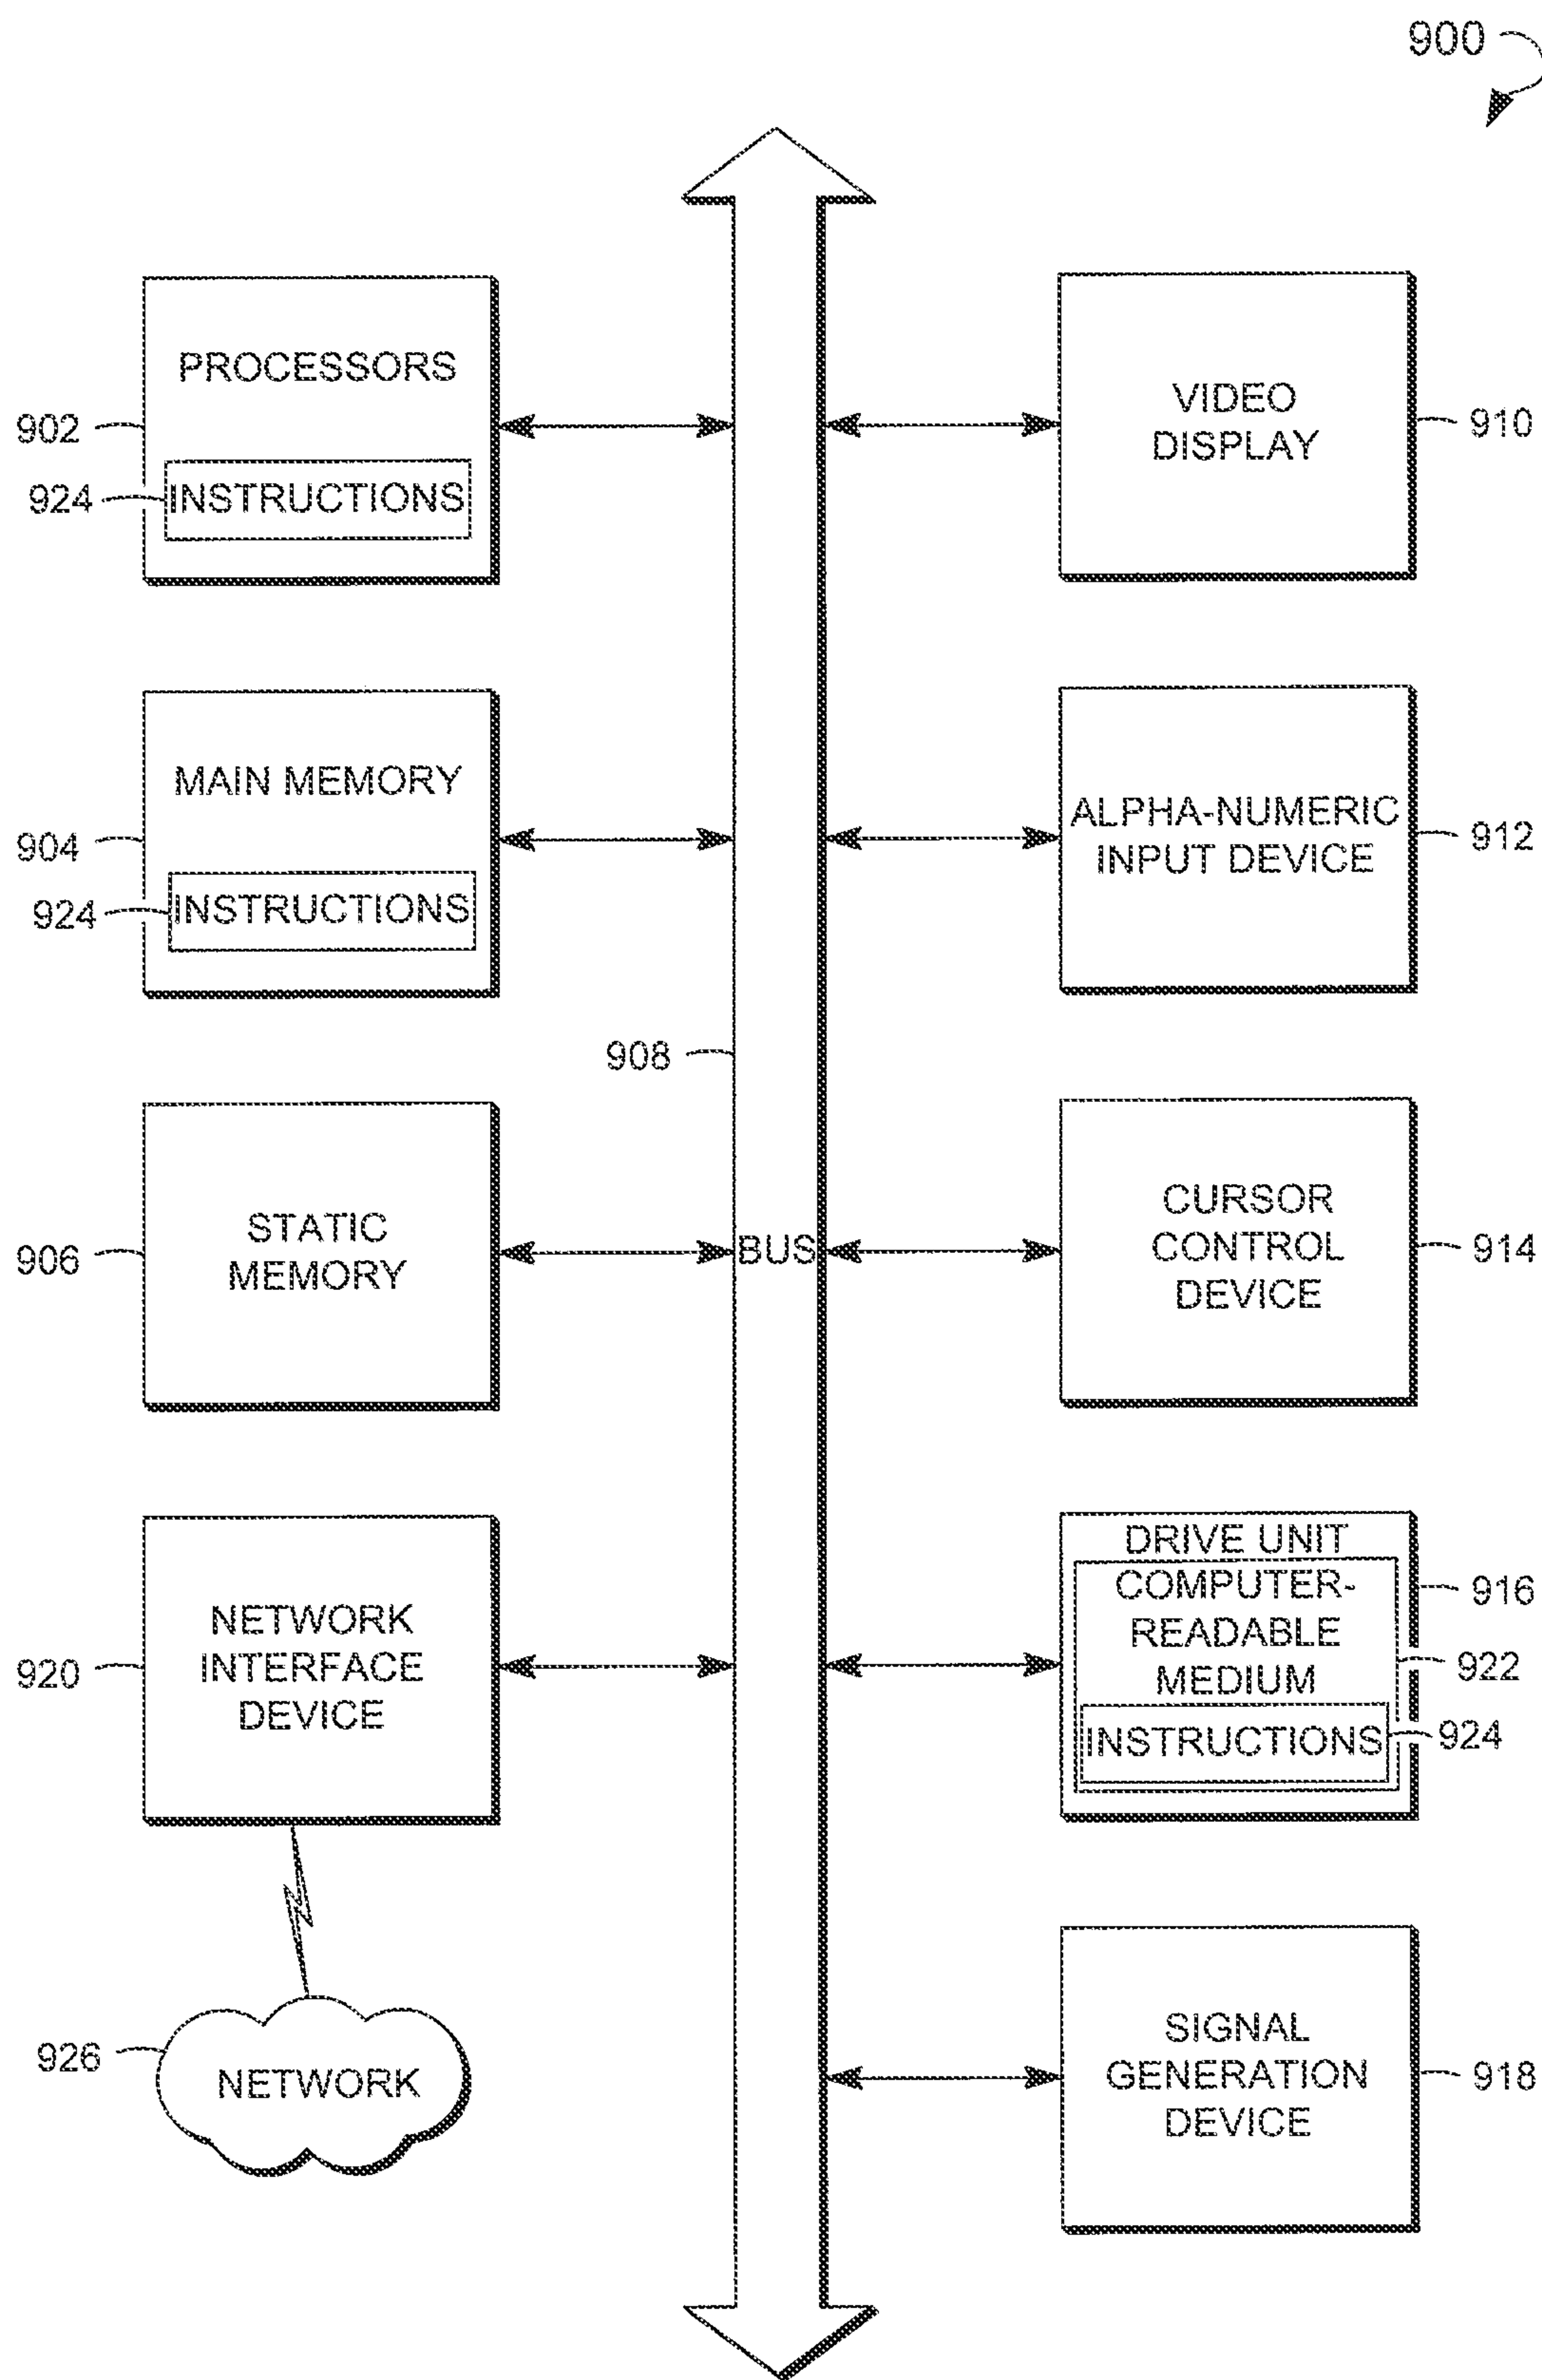 900
PROCESSORS
902
924
INSTRUCTIONS
VIDEO
DISPLAY
910
MAIN MEMORY
904
924
INSTRUCTIONS
ALPHA-NUMERIC
INPUT DEVICE
912
908
STATIC
MEMORY
906
BUS
CURSOR
CONTROL
DEVICE
914
NETWORK
INTERFACE
DEVICE
920
DRIVE UNIT
COMPUTER-
READABLE
MEDIUM
INSTRUCTIONS
916
922
924
926
NETWORK
SIGNAL
GENERATION
DEVICE
918